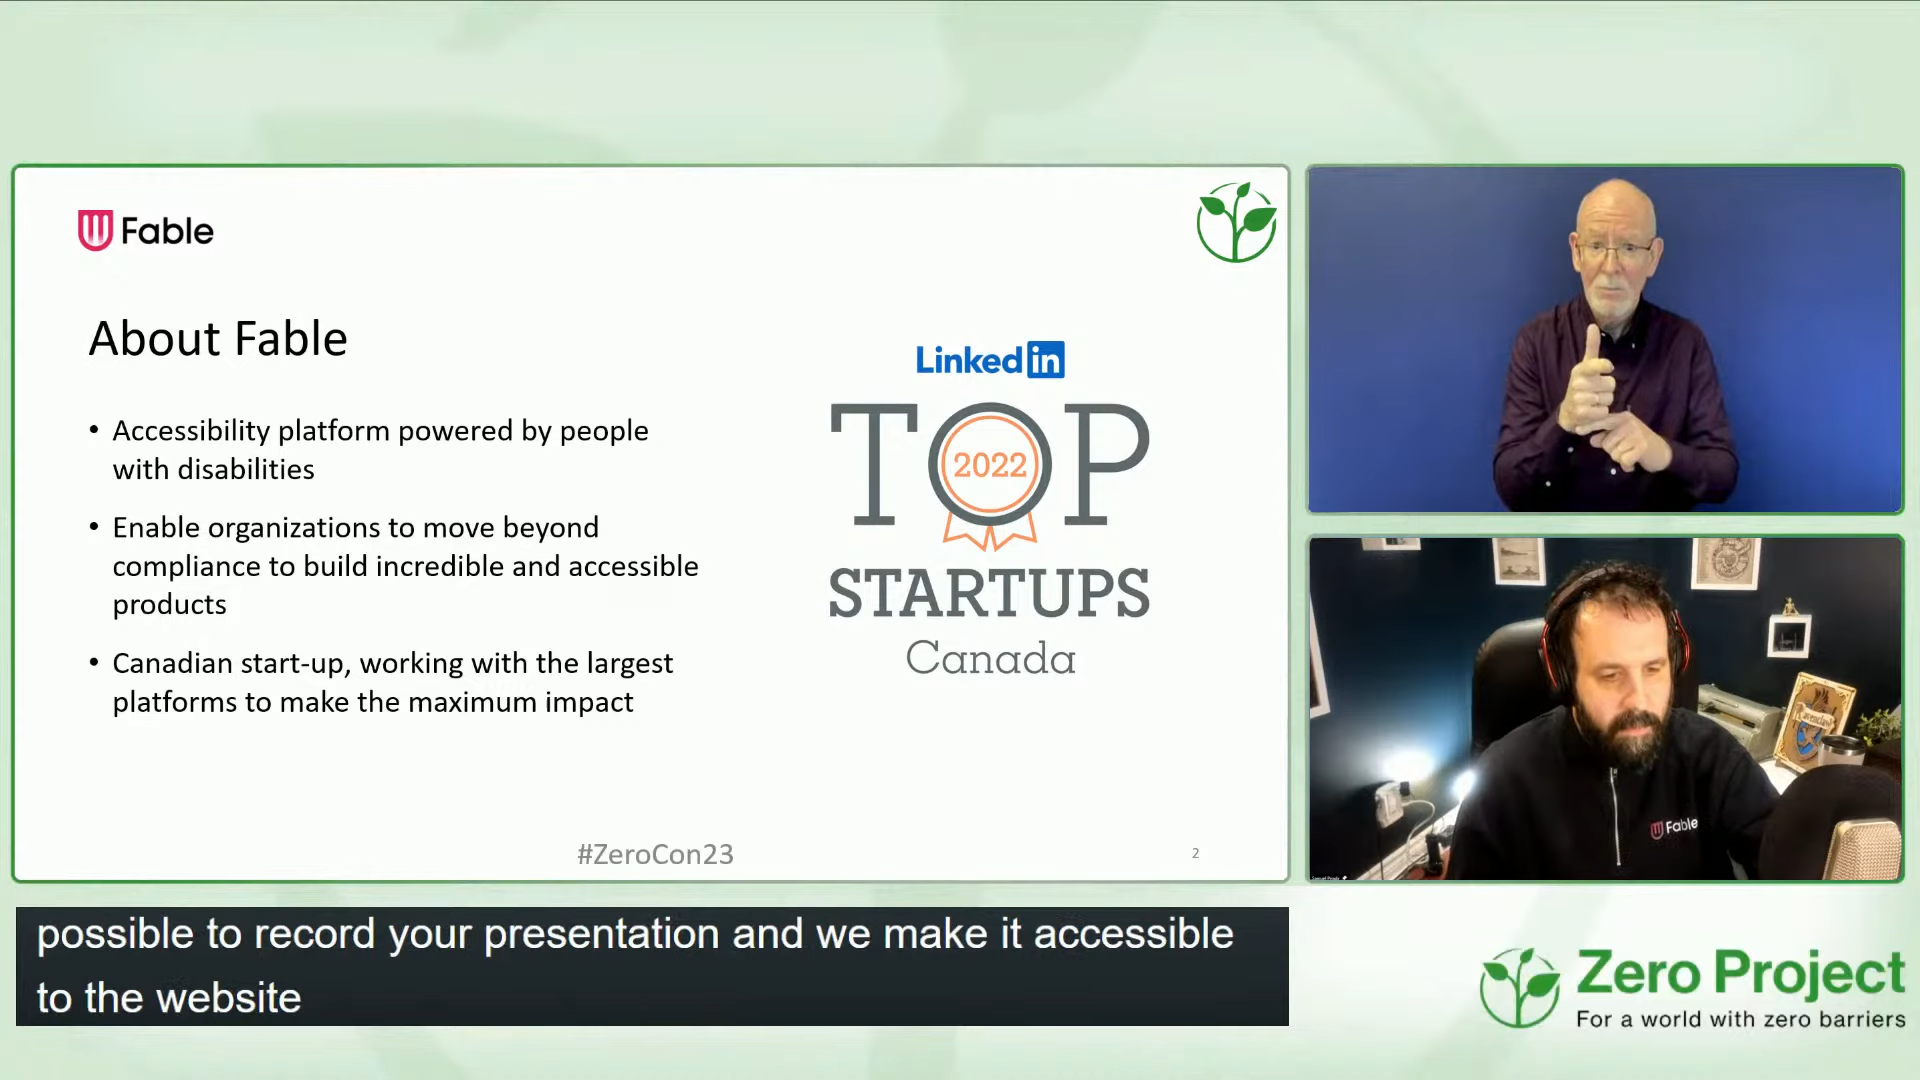 Fable
About Fable
• Accessibility platform powered by people
with disabilities
• Enable organizations to move beyond
compliance to build incredible and accessible
products
• Canadian start-up, working with the largest
platforms to make the maximum impact
Linked in
TOP
2022
STARTUPS
Canada
#ZeroCon23
2
Fable
Ravenclaw
possible to record your presentation and we make it accessible
to the website
Zero Project
For a world with zero barriers